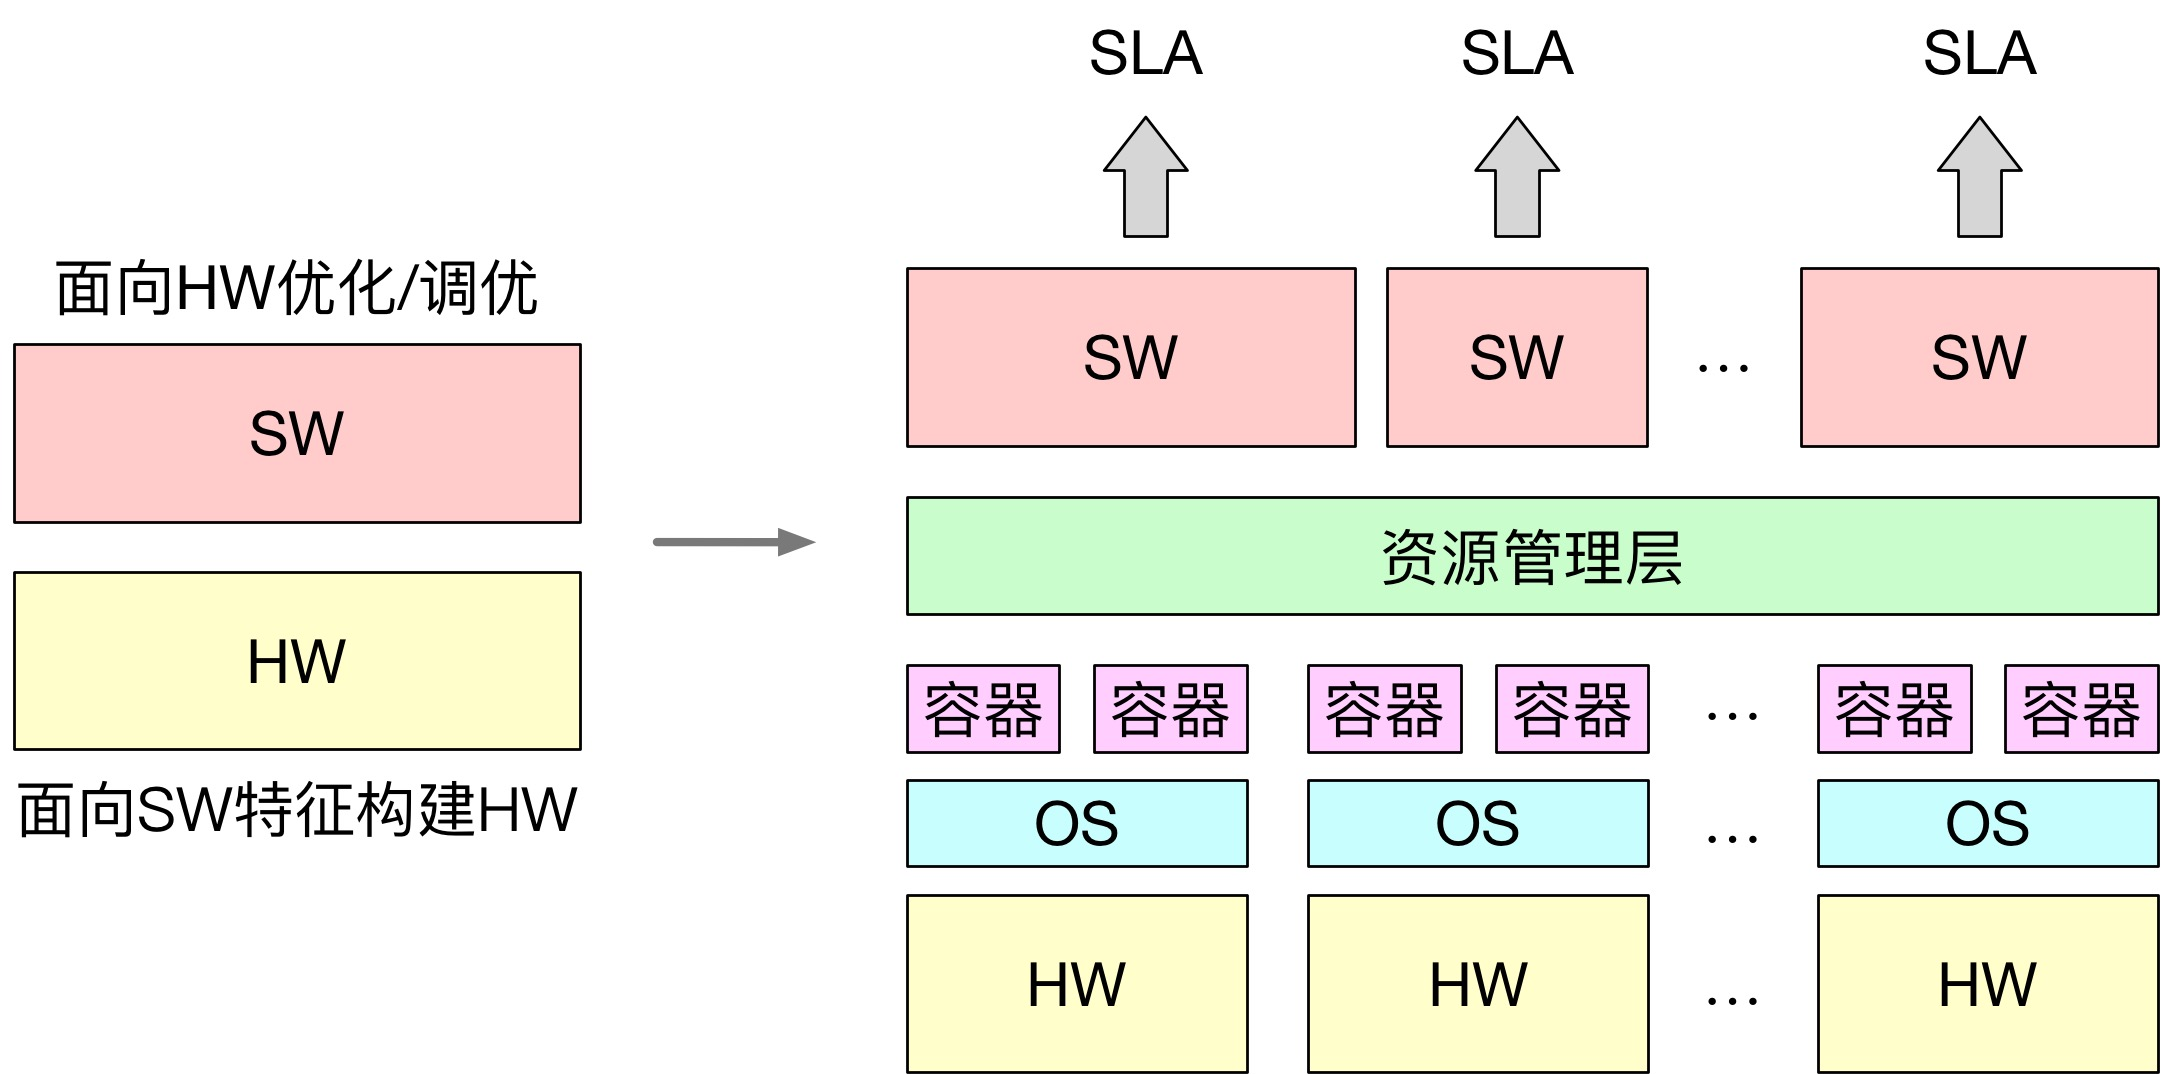 面向HW优化/调优
SW
HW
面向SW特征构建HW
SLA SLA SLA
SW SW … SW
资源管理层
容器 容器 容器 容器 … 容器 容器
OS OS … OS
HW HW … HW